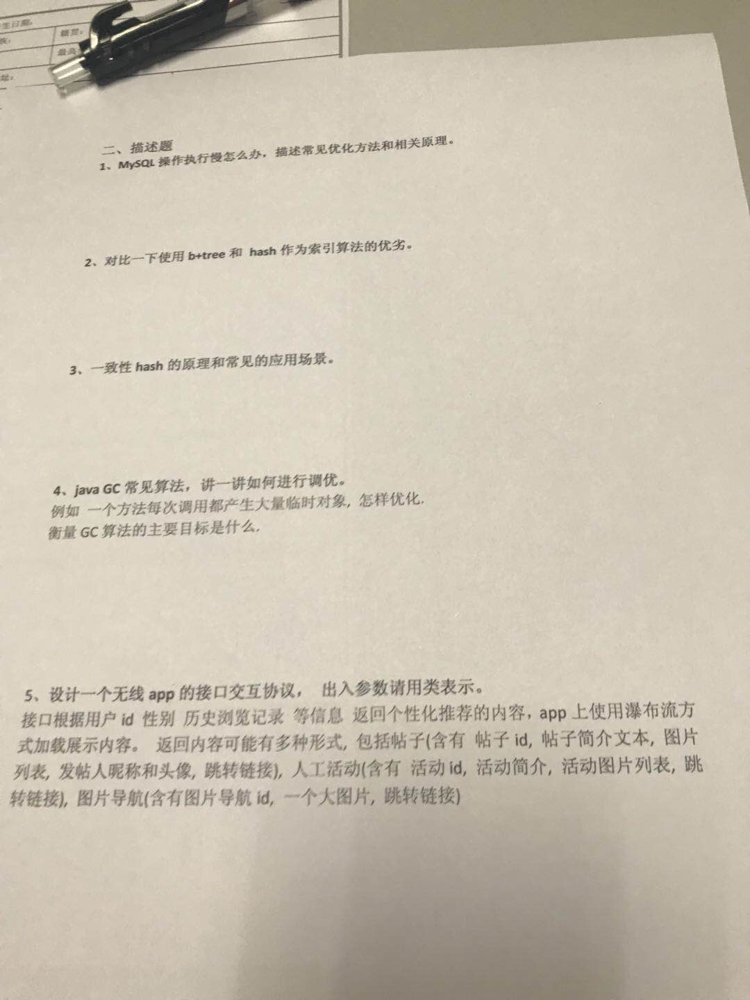 生日期:
籍贯:
最高
址:
二、描述题
1、MySQL 操作执行慢怎么办，描述常见优化方法和相关原理。
2、对比一下使用 b+tree 和 hash 作为索引算法的优劣。
3、一致性 hash 的原理和常见的应用场景。
4、java GC 常见算法，讲一讲如何进行调优。
例如 一个方法每次调用都产生大量临时对象, 怎样优化.
衡量 GC 算法的主要目标是什么.
5、设计一个无线 app 的接口交互协议， 出入参数请用类表示。
接口根据用户 id 性别 历史浏览记录 等信息 返回个性化推荐的内容，app 上使用瀑布流方
式加载展示内容。 返回内容可能有多种形式, 包括帖子(含有 帖子 id, 帖子简介文本, 图片
列表, 发帖人昵称和头像, 跳转链接), 人工活动(含有 活动 id, 活动简介, 活动图片列表, 跳
转链接), 图片导航(含有图片导航 id, 一个大图片, 跳转链接)